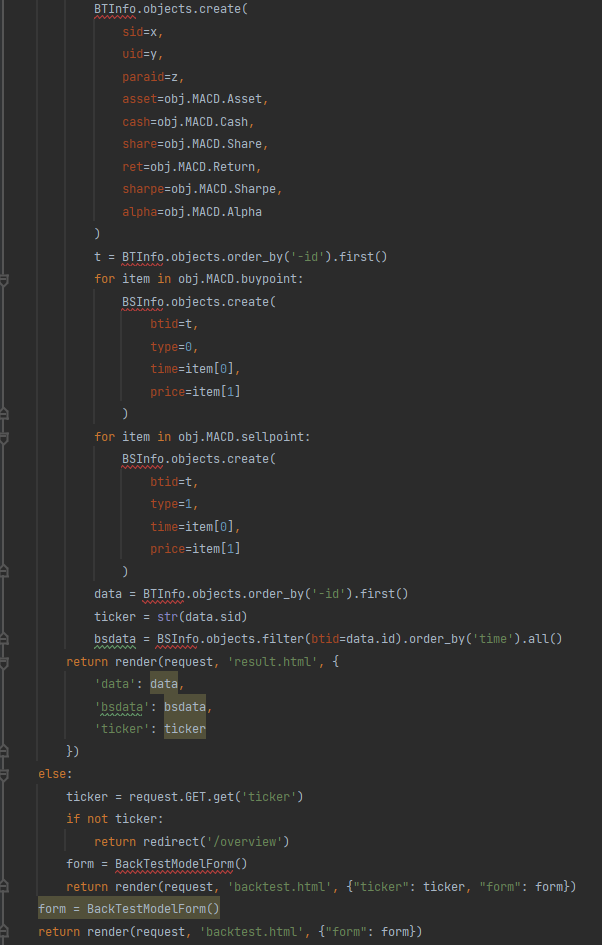 BTInfo.objects.create(
    sid=x,
    uid=y,
    paraid=z,
    asset=obj.MACD.Asset,
    cash=obj.MACD.Cash,
    share=obj.MACD.Share,
    ret=obj.MACD.Return,
    sharpe=obj.MACD.Sharpe,
    alpha=obj.MACD.Alpha
)
t = BTInfo.objects.order_by('-id').first()
for item in obj.MACD.buypoint:
    BSInfo.objects.create(
        btid=t,
        type=0,
        time=item[0],
        price=item[1]
    )
for item in obj.MACD.sellpoint:
    BSInfo.objects.create(
        btid=t,
        type=1,
        time=item[0],
        price=item[1]
    )
data = BTInfo.objects.order_by('-id').first()
ticker = str(data.sid)
bsdata = BSInfo.objects.filter(btid=data.id).order_by('time').all()
return render(request, 'result.html', {
    'data': data,
    'bsdata': bsdata,
    'ticker': ticker
})
else:
    ticker = request.GET.get('ticker')
    if not ticker:
        return redirect('/overview')
    form = BackTestModelForm()
    return render(request, 'backtest.html', {"ticker": ticker, "form": form})
form = BackTestModelForm()
return render(request, 'backtest.html', {"form": form})